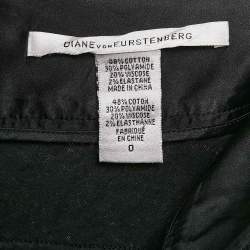 DIANE VON FURSTENBERG
48% COTTON
30% POLYAMIDE
20% VISCOSE
2% ELASTANE
MADE IN CHINA
48% COTON
30% POLYAMIDE
20% VISCOSE
2% ELASTHANNE
FABRIQUÉ
EN CHINE
0